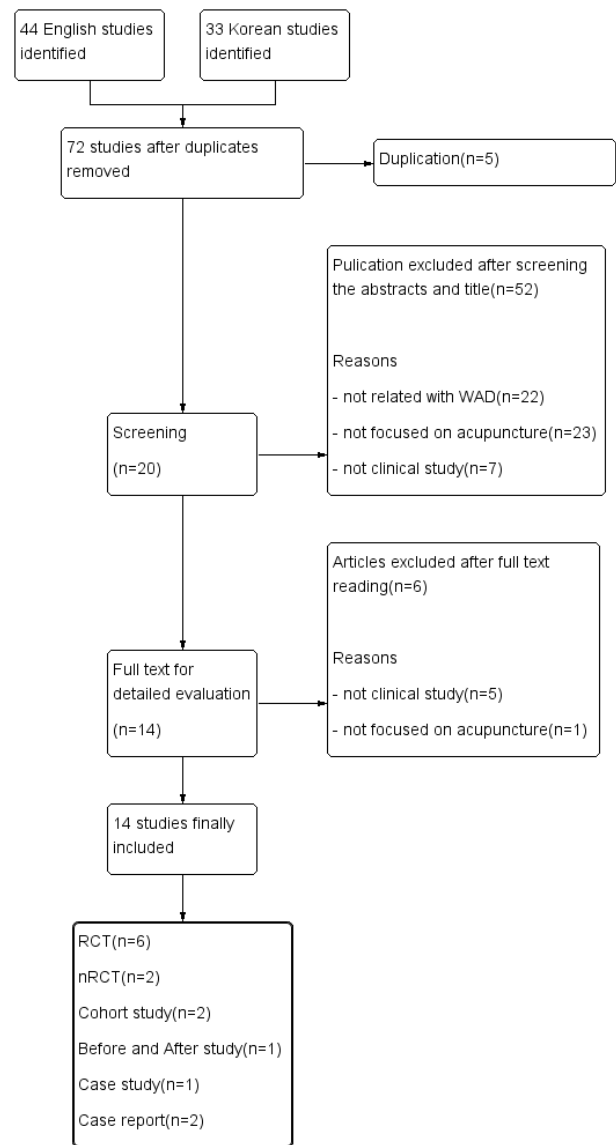 44 English studies
identified
33 Korean studies
identified
72 studies after duplicates
removed
Duplication(n=5)
Pulication excluded after screening
the abstracts and title(n=52)
Reasons
- not related with WAD(n=22)
- not focused on acupuncture(n=23)
- not clinical study(n=7)
Screening
(n=20)
Articles excluded after full text
reading(n=6)
Reasons
- not clinical study(n=5)
- not focused on acupuncture(n=1)
Full text for
detailed evaluation
(n=14)
14 studies finally
included
RCT(n=6)
nRCT(n=2)
Cohort study(n=2)
Before and After study(n=1)
Case study(n=1)
Case report(n=2)